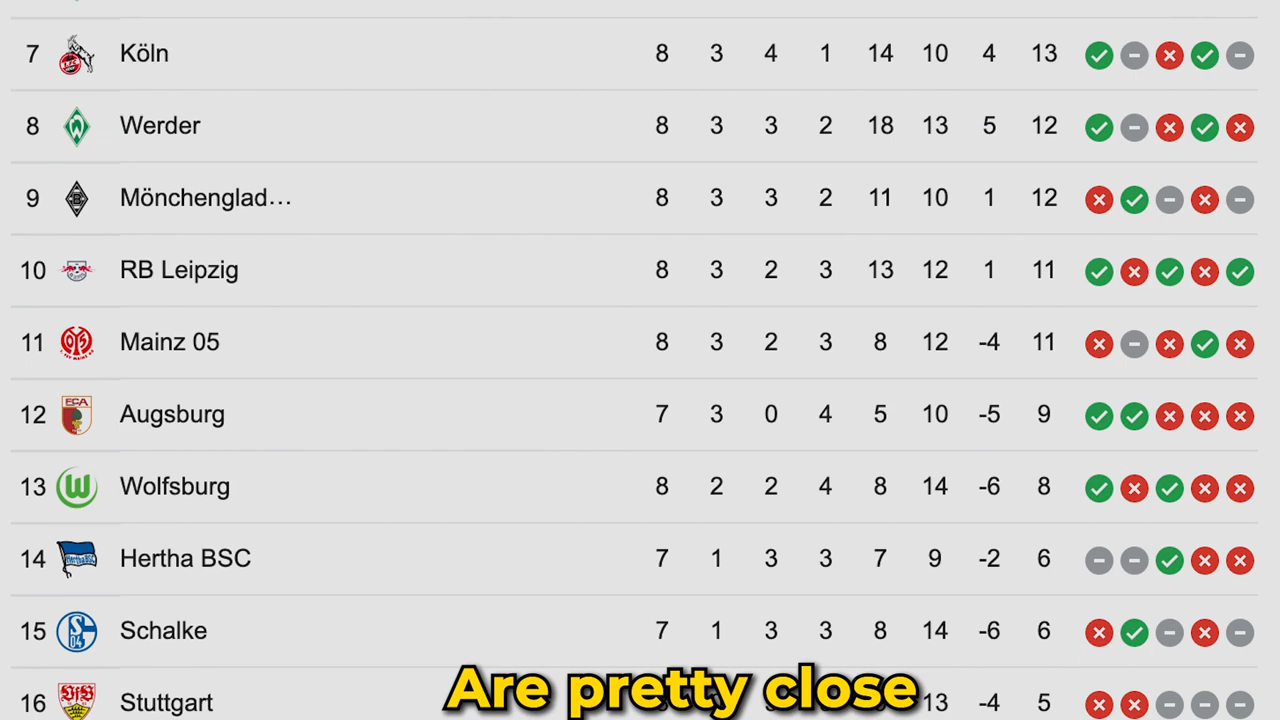 7 Köln 8 3 4 1 14 10 4 13
8 Werder 8 3 3 2 18 13 5 12
9 Mönchenglad... 8 3 3 2 11 10 1 12
10 RB Leipzig 8 3 2 3 13 12 1 11
11 Mainz 05 8 3 2 3 8 12 -4 11
12 FCA Augsburg 7 3 0 4 5 10 -5 9
13 W Wolfsburg 8 2 2 4 8 14 -6 8
14 Hertha BSC 7 1 3 3 7 9 -2 6
15 S 04 Schalke 7 1 3 3 8 14 -6 6
16 VfB Stuttgart 13 -4 5
Are pretty close